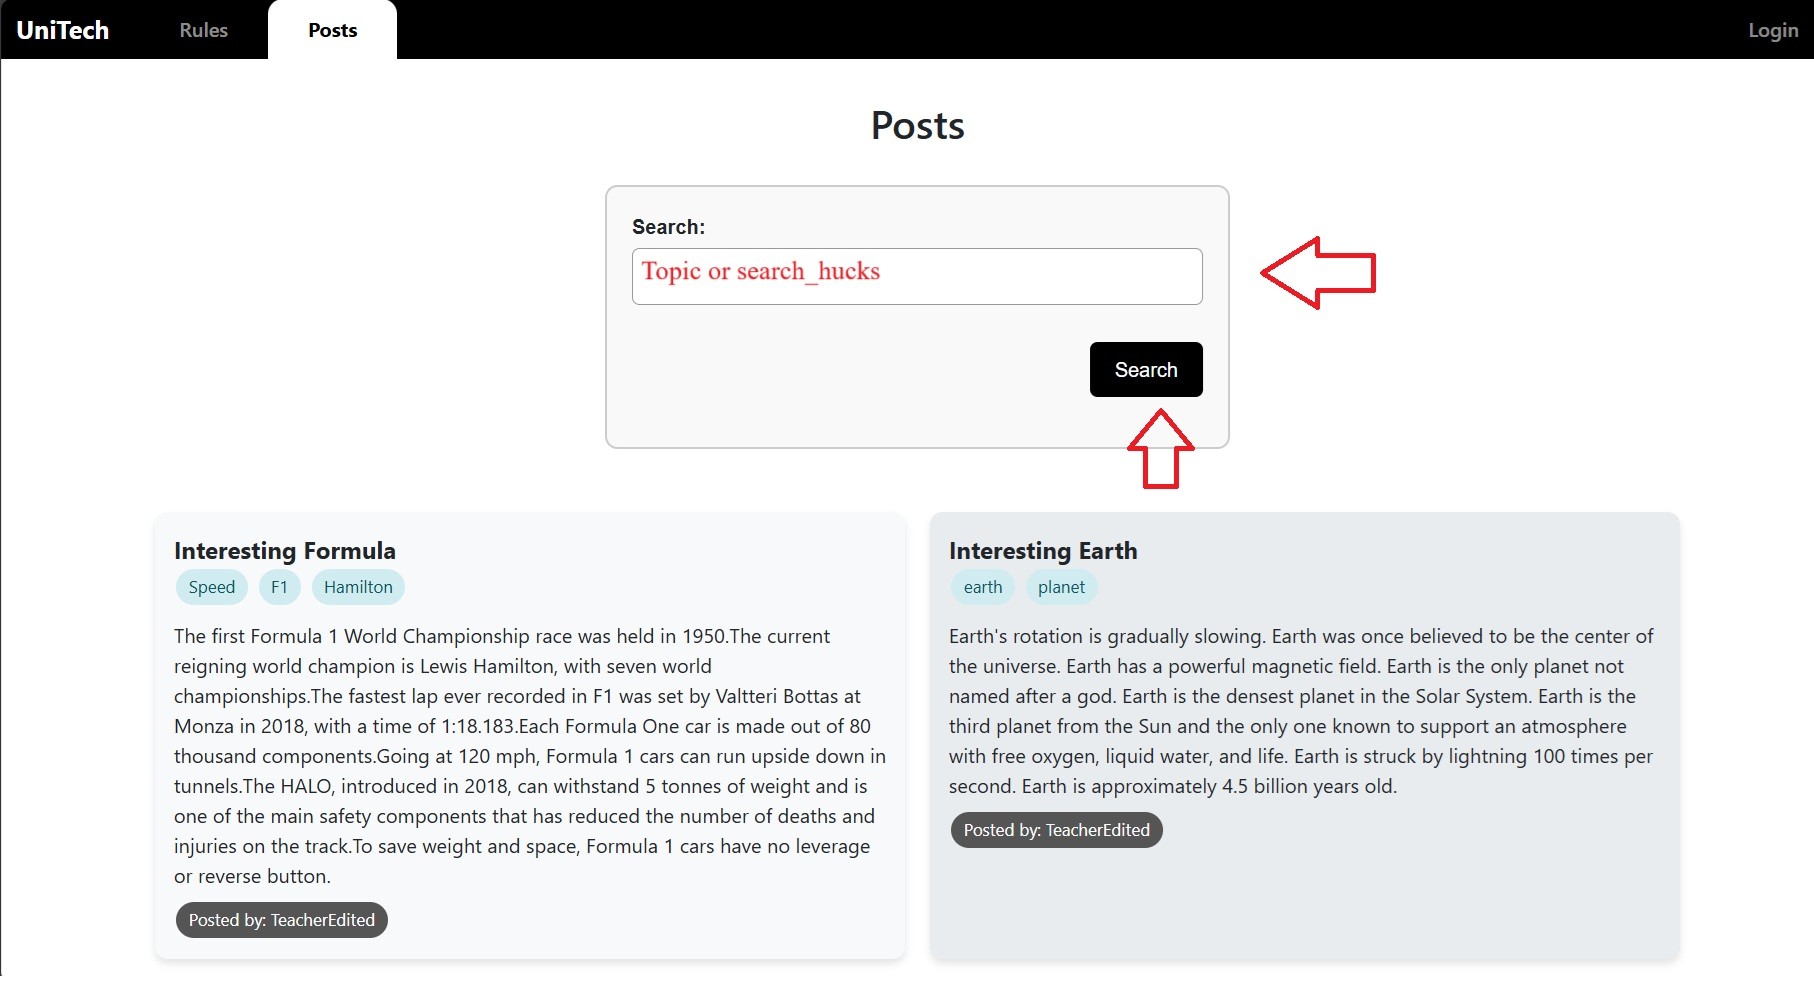 UniTech Rules Posts Login
Posts
Search:
Topic or search_hucks
Search
Interesting Formula
Speed F1 Hamilton
The first Formula 1 World Championship race was held in 1950.The current
reigning world champion is Lewis Hamilton, with seven world
championships.The fastest lap ever recorded in F1 was set by Valtteri Bottas at
Monza in 2018, with a time of 1:18.183.Each Formula One car is made out of 80
thousand components.Going at 120 mph, Formula 1 cars can run upside down in
tunnels.The HALO, introduced in 2018, can withstand 5 tonnes of weight and is
one of the main safety components that has reduced the number of deaths and
injuries on the track.To save weight and space, Formula 1 cars have no leverage
or reverse button.
Posted by: TeacherEdited
Interesting Earth
earth planet
Earth's rotation is gradually slowing. Earth was once believed to be the center of
the universe. Earth has a powerful magnetic field. Earth is the only planet not
named after a god. Earth is the densest planet in the Solar System. Earth is the
third planet from the Sun and the only one known to support an atmosphere
with free oxygen, liquid water, and life. Earth is struck by lightning 100 times per
second. Earth is approximately 4.5 billion years old.
Posted by: TeacherEdited